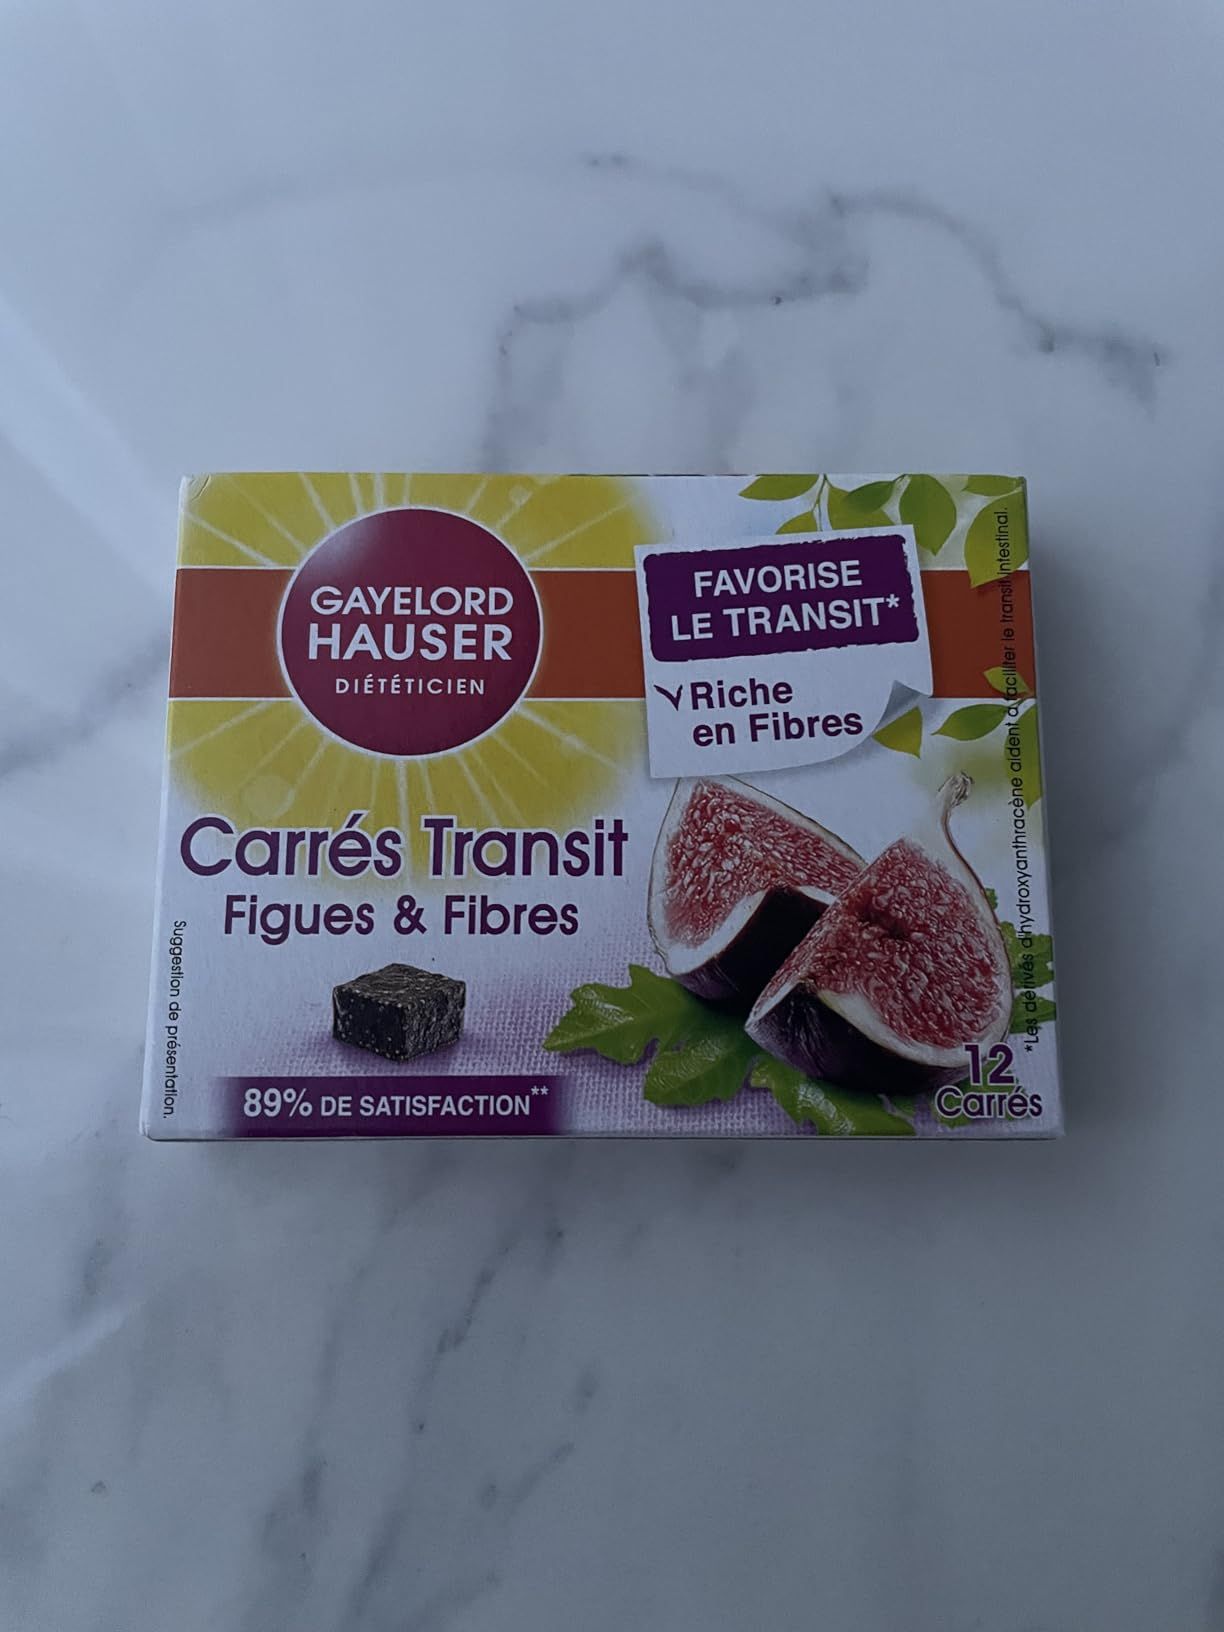 GAYELORD
HAUSER
DIÉTÉTICIEN
FAVORISE
LE TRANSIT*
Riche
en Fibres
Carrés Transit
Figues & Fibres
89% DE SATISFACTION**
12
Carrés
Suggestion de présentation.
*Les dérivés d'hydroxyanthracène aident à faciliter le transit intestinal.